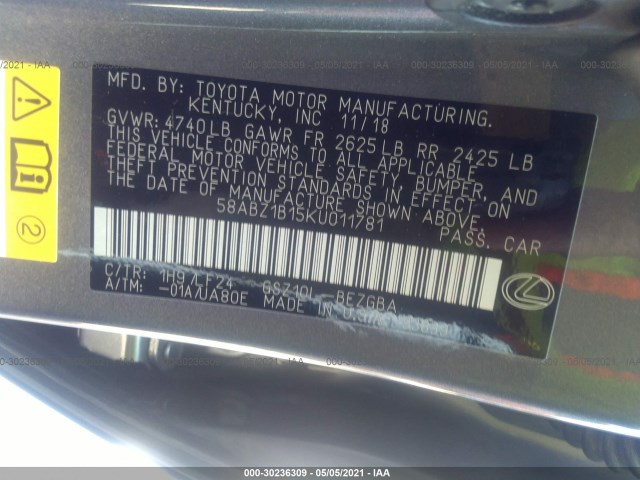 MFD. BY: TOYOTA MOTOR MANUFACTURING.
KENTUCKY, INC 11/18
GVWR: 4740LB GAWR FR 2625LB RR 2425 LB
THIS VEHICLE CONFORMS TO ALL APPLICABLE
FEDERAL MOTOR VEHICLE SAFETY, BUMPER, AND
THEFT PREVENTION STANDARDS IN EFFECT ON
THE DATE OF MANUFACTURE SHOWN ABOVE.
58ABZ1B15KU011781
PASS. CAR
C/TR: 1H9/LF24 GSZ10L-BEZGBA
A/TM: -01A/UA80E MADE IN U.S.A.
2
000-30236309 - 05/05/2021 - IAA